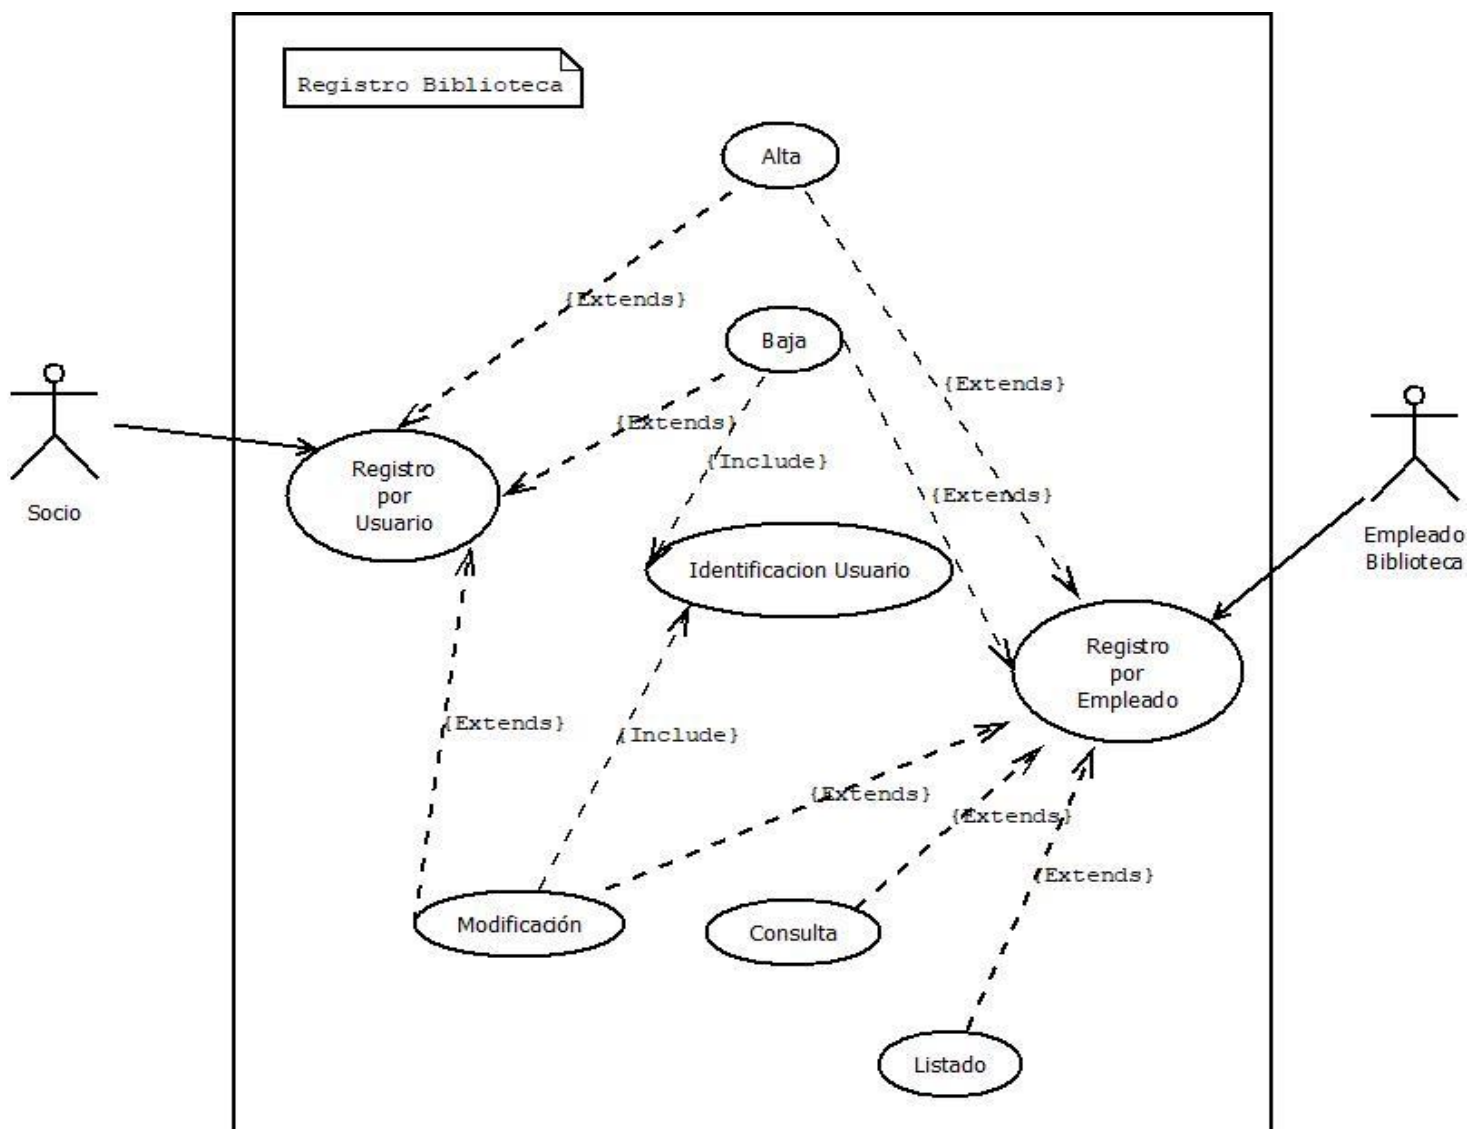 Registro Biblioteca
Alta
{Extends}
Baja
{Extends}
{Extends}
{Include}
{Extends}
Socio
Registro
por
Usuario
Identificacion Usuario
Empleado
Biblioteca
Registro
por
Empleado
{Extends}
{Include}
{Extends}
{Extends}
{Extends}
Modificación
Consulta
Listado